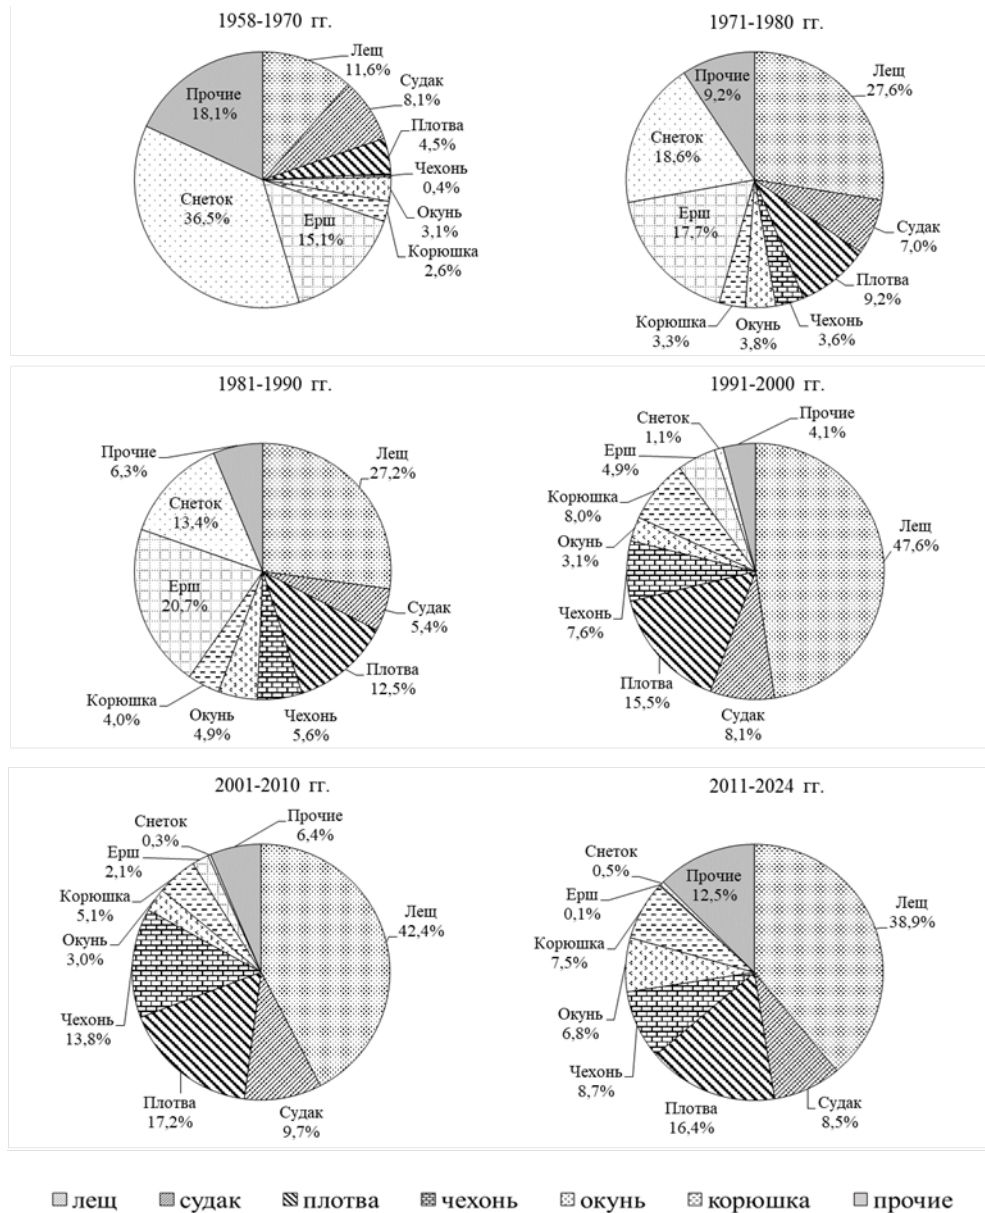 1958-1970 гг.
Лещ
11,6%
Судак
8,1%
Плотва
4,5%
Чехонь
0,4%
Окунь
3,1%
Корюшка
2,6%
Ерш
15,1%
Снеток
36,5%
Прочие
18,1%
1971-1980 гг.
Лещ
27,6%
Судак
7,0%
Плотва
9,2%
Чехонь
3,6%
Окунь
3,8%
Корюшка
3,3%
Ерш
17,7%
Снеток
18,6%
Прочие
9,2%
1981-1990 гг.
Лещ
27,2%
Судак
5,4%
Плотва
12,5%
Чехонь
5,6%
Окунь
4,9%
Корюшка
4,0%
Ерш
20,7%
Снеток
13,4%
Прочие
6,3%
1991-2000 гг.
Лещ
47,6%
Судак
8,1%
Плотва
15,5%
Чехонь
7,6%
Окунь
3,1%
Корюшка
8,0%
Ерш
4,9%
Снеток
1,1%
Прочие
4,1%
2001-2010 гг.
Лещ
42,4%
Судак
9,7%
Плотва
17,2%
Чехонь
13,8%
Окунь
3,0%
Корюшка
5,1%
Ерш
2,1%
Снеток
0,3%
Прочие
6,4%
2011-2024 гг.
Лещ
38,9%
Судак
8,5%
Плотва
16,4%
Чехонь
8,7%
Окунь
6,8%
Корюшка
7,5%
Ерш
0,1%
Снеток
0,5%
Прочие
12,5%
лещ судак плотва чехонь окунь корюшка прочие